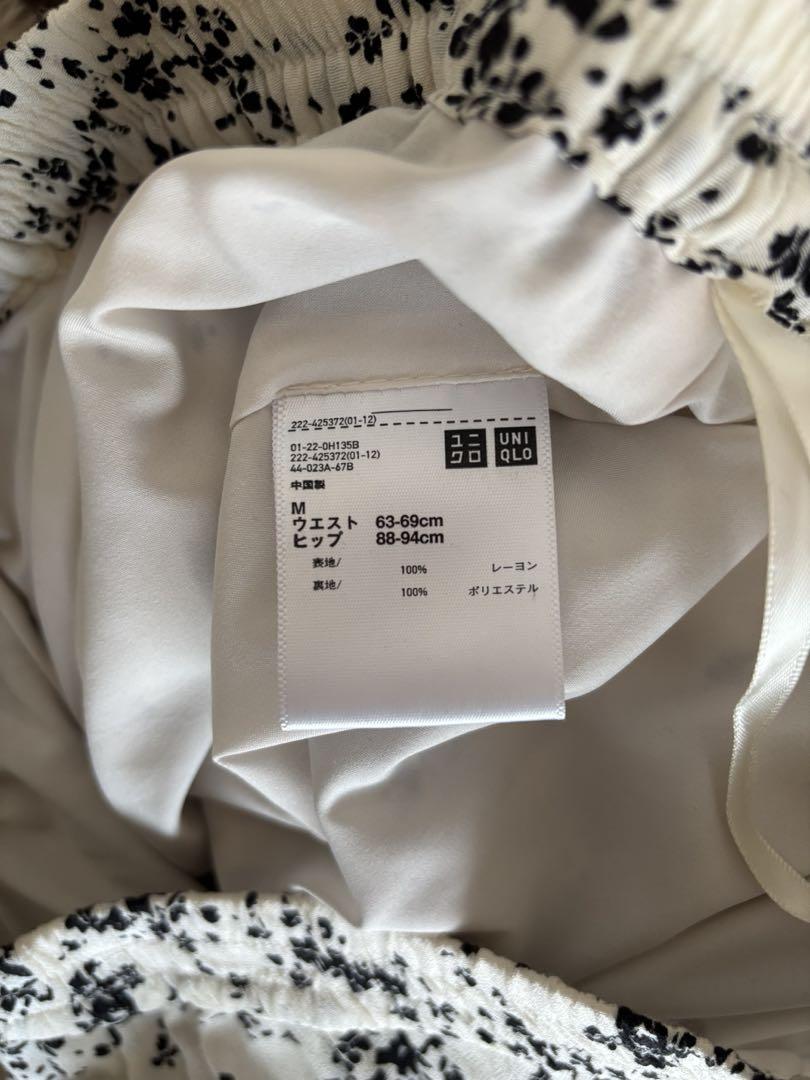 222-425372(01-12)
01-22-0H135B
222-425372(01-12)
44-023A-67B
中国製
ユニ
クロ
UNI
QLO
M
ウエスト 63-69cm
ヒップ 88-94cm
表地/ 100% レーヨン
裏地/ 100% ポリエステル